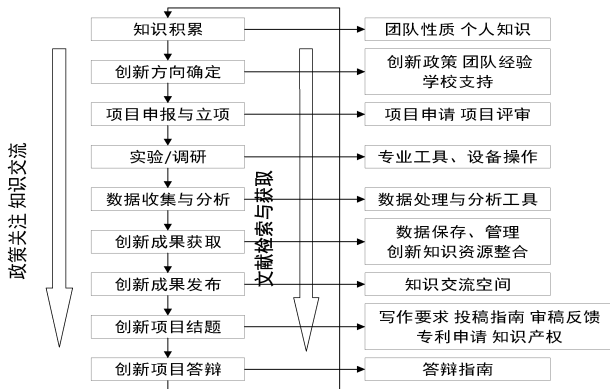 知识积累
团队性质 个人知识
创新方向确定
创新政策 团队经验
学校支持
项目申报与立项
项目申请 项目评审
实验/调研
专业工具、设备操作
数据收集与分析
数据处理与分析工具
创新成果获取
数据保存、管理
创新知识资源整合
创新成果发布
知识交流空间
创新项目结题
写作要求 投稿指南 审稿反馈
专利申请 知识产权
创新项目答辩
答辩指南
政策关注 知识交流
文献检索与获取